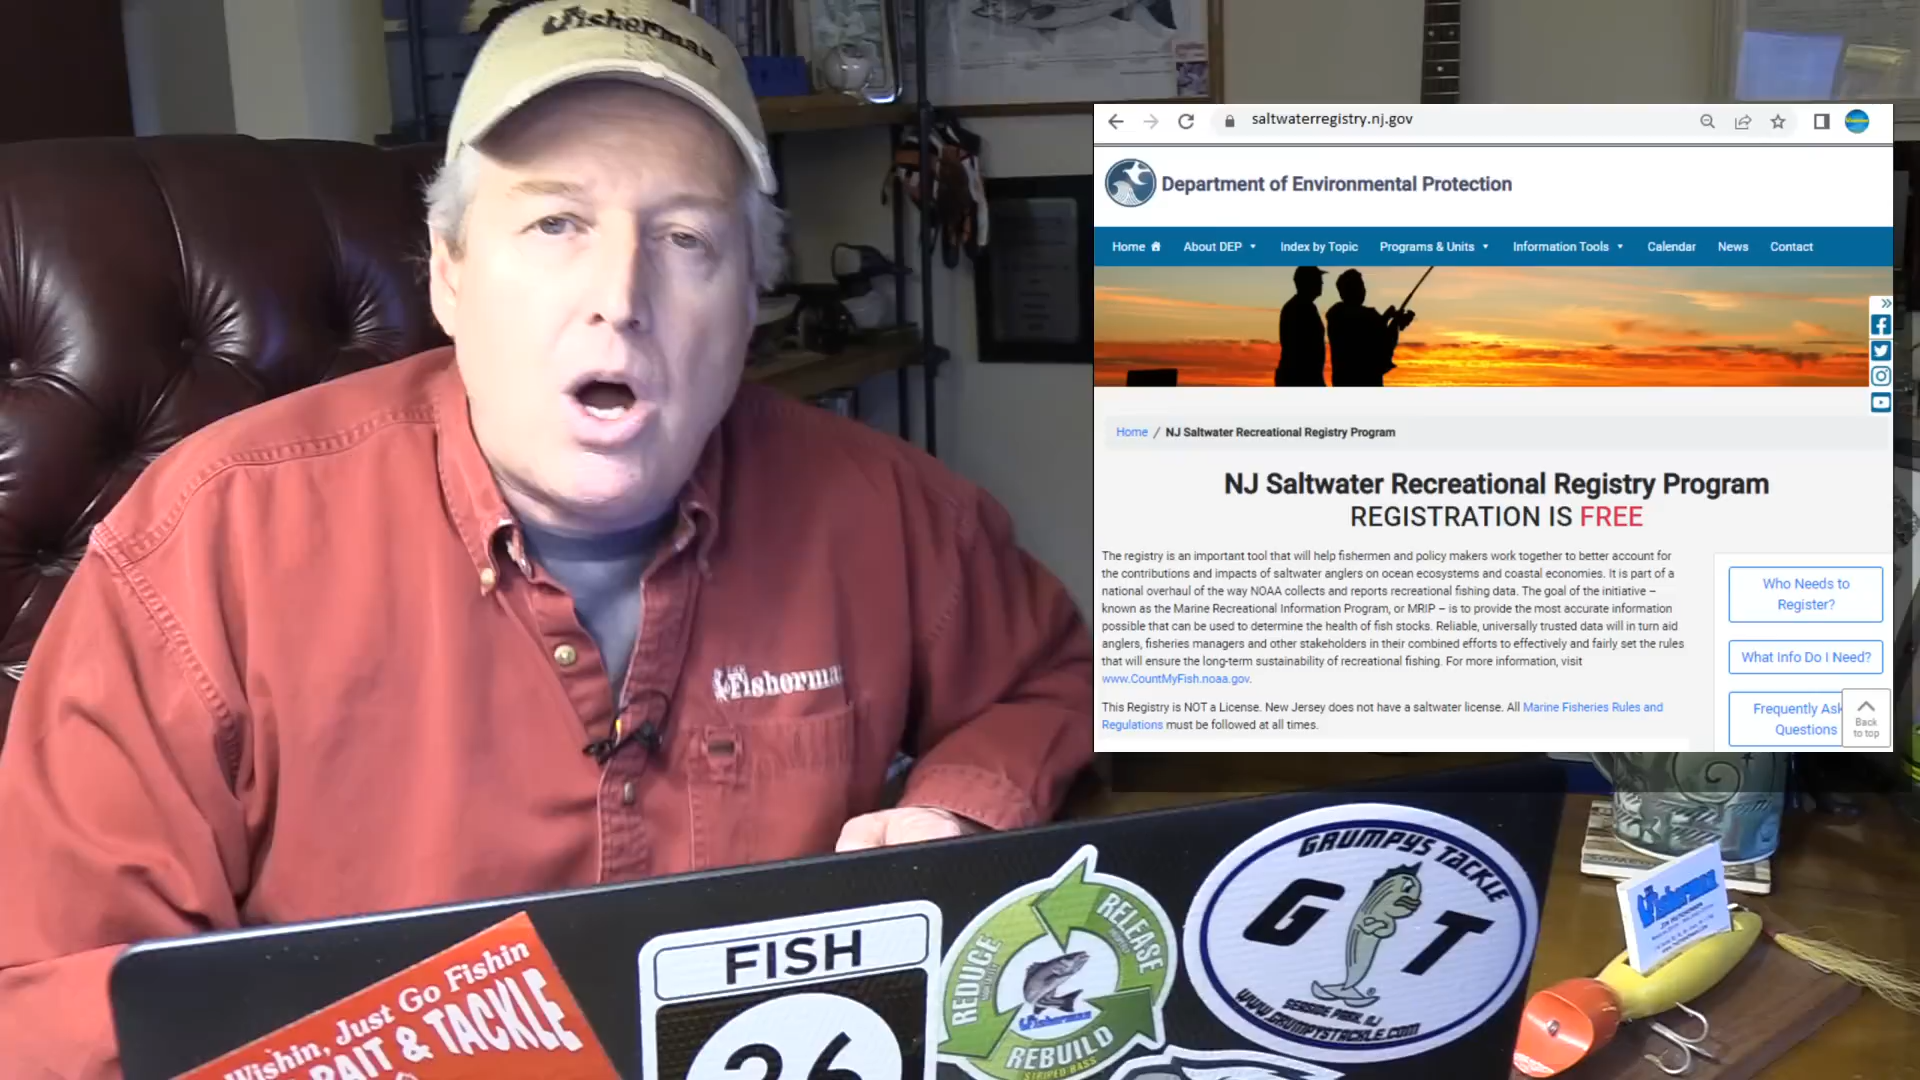 Fisherman
saltwaterregistry.nj.gov
Department of Environmental Protection
Home About DEP Index by Topic Programs & Units Information Tools Calendar News Contact
Home / NJ Saltwater Recreational Registry Program
NJ Saltwater Recreational Registry Program
REGISTRATION IS FREE
The registry is an important tool that will help fishermen and policy makers work together to better account for
the contributions and impacts of saltwater anglers on ocean ecosystems and coastal economies. It is part of a
national overhaul of the way NOAA collects and reports recreational fishing data. The goal of the initiative –
known as the Marine Recreational Information Program, or MRIP – is to provide the most accurate information
possible that can be used to determine the health of fish stocks. Reliable, universally trusted data will in turn aid
anglers, fisheries managers and other stakeholders in their combined efforts to effectively and fairly set the rules
that will ensure the long-term sustainability of recreational fishing. For more information, visit
www.CountMyFish.noaa.gov.
This Registry is NOT a License. New Jersey does not have a saltwater license. All Marine Fisheries Rules and
Regulations must be followed at all times.
Who Needs to
Register?
What Info Do I Need?
Frequently Ask
Questions
Back
to top
The
Fisherma
Wishin, Just Go Fishin
BAIT & TACKLE
FISH
26
REDUCE
RELEASE
REBUILD
STRIPED BASS
Fisherman
GRUMPYS TACKLE
G T
SEASIDE PARK, NJ
WWW.GRUMPYSTACKLE.COM
The
Fisherman